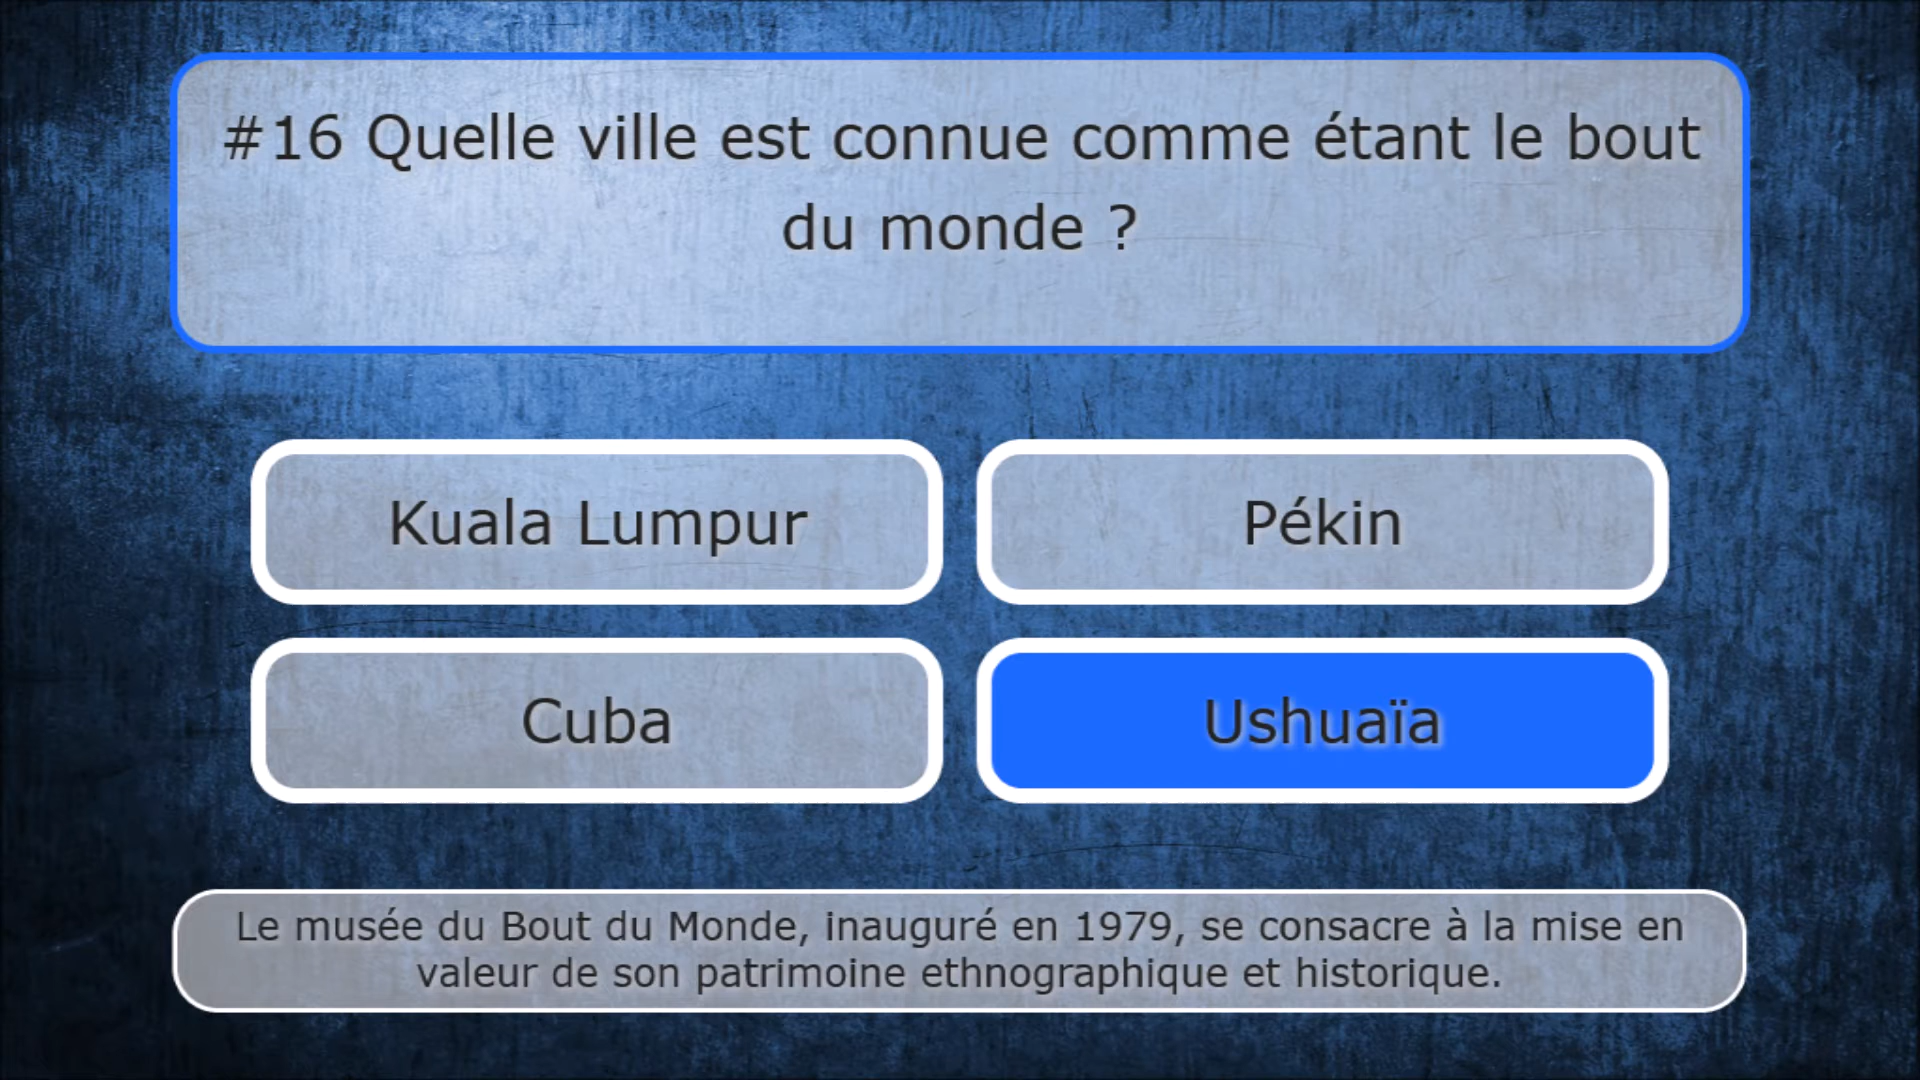 #16 Quelle ville est connue comme étant le bout
du monde ?
Kuala Lumpur
Pékin
Cuba
Ushuaïa
Le musée du Bout du Monde, inauguré en 1979, se consacre à la mise en
valeur de son patrimoine ethnographique et historique.